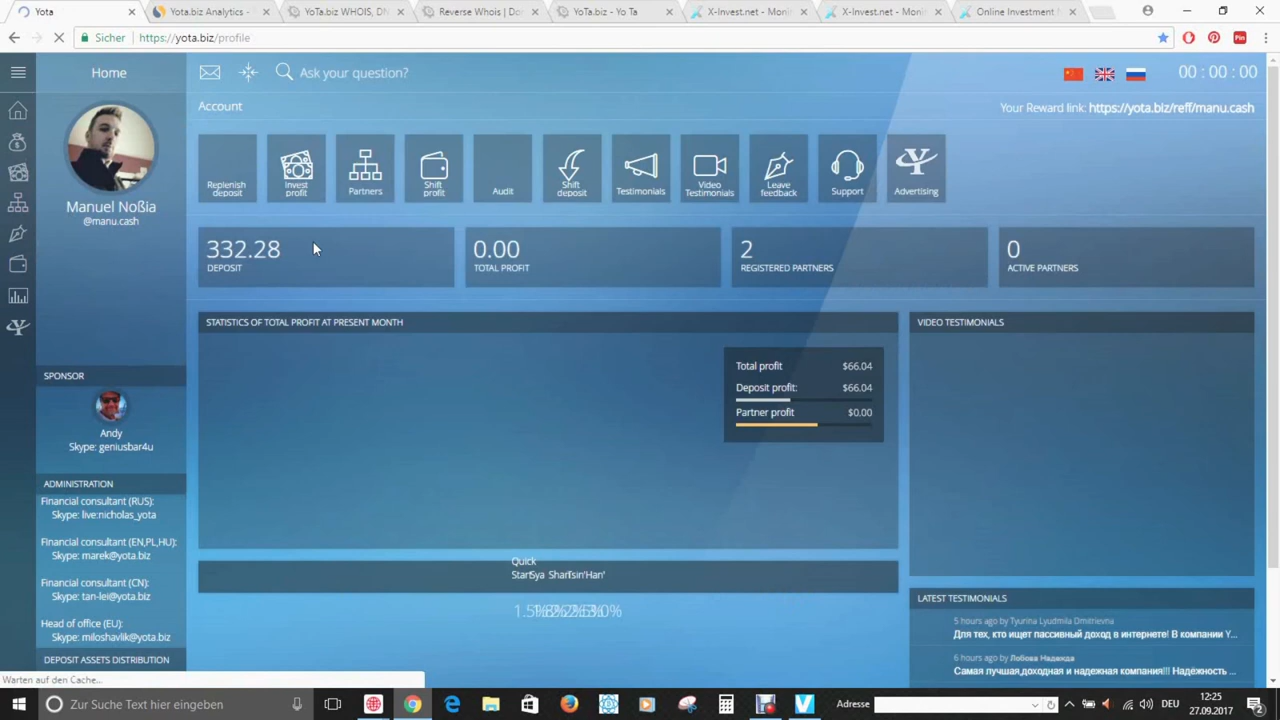 Yota
Yota.biz Analytics -
YoTa.biz WHOIS, DN
Reverse Whois | Do
YoTa.biz - Yo Ta
X-Invest.net - Moni
X-Invest.net - Moni
Online Investment
Sicher
https://yota.biz/profile
Home
Ask your question?
00 : 00 : 00
Account
Your Reward link: https://yota.biz/reff/manu.cash
Replenish deposit
Invest profit
Partners
Shift profit
Audit
Shift deposit
Testimonials
Video Testimonials
Leave feedback
Support
Advertising
Manuel Noßia
@manu.cash
332.28
DEPOSIT
0.00
TOTAL PROFIT
2
REGISTERED PARTNERS
0
ACTIVE PARTNERS
STATISTICS OF TOTAL PROFIT AT PRESENT MONTH
VIDEO TESTIMONIALS
Total profit $66.04
Deposit profit: $66.04
Partner profit $0.00
SPONSOR
Andy
Skype: geniusbar4u
ADMINISTRATION
Financial consultant (RUS):
Skype: live:nicholas_yota
Financial consultant (EN,PL,HU):
Skype: marek@yota.biz
Financial consultant (CN):
Skype: tan-lei@yota.biz
Head of office (EU):
Skype: miloshavlik@yota.biz
DEPOSIT ASSETS DISTRIBUTION
Quick
Start
LATEST TESTIMONIALS
5 hours ago by Tyurina Lyudmila Dmitrievna
Для тех, кто ищет пассивный доход в интернете! В компании Y...
6 hours ago by Лобова Надежда
Самая лучшая,доходная и надежная компания!!! Надёжность ...
Warten auf den Cache...
Zur Suche Text hier eingeben
Adresse
DEU
12:25
27.09.2017